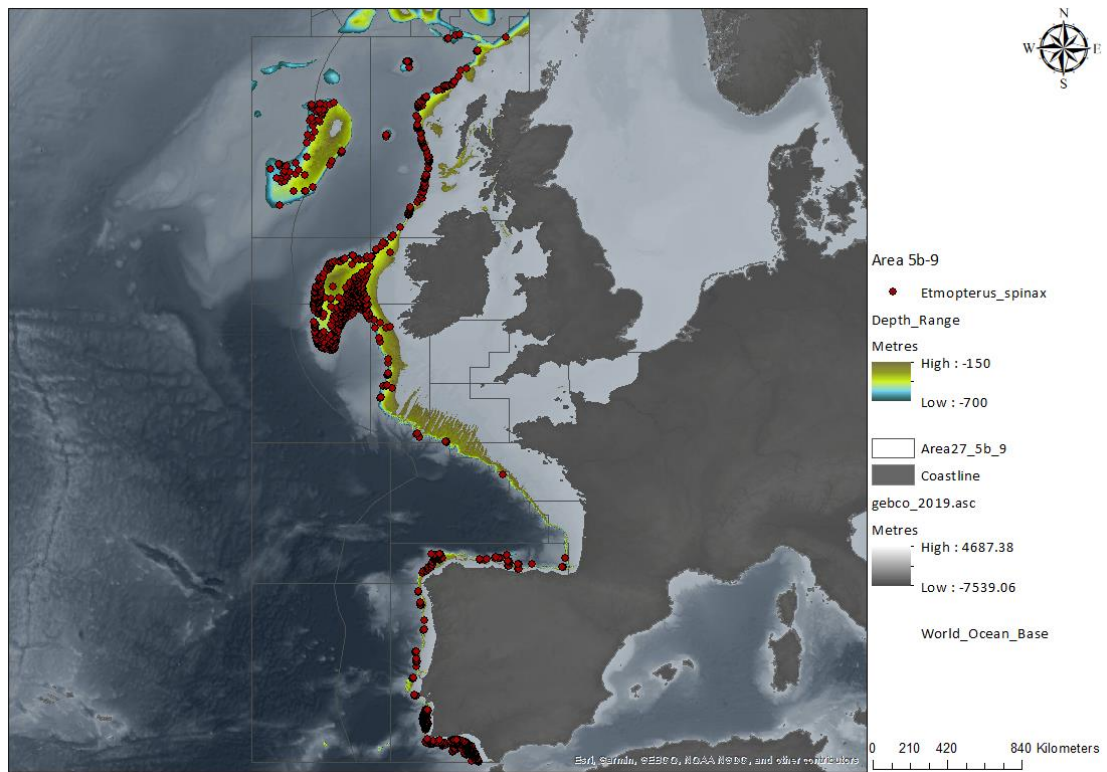 N
W E
S
Area 5b-9
Etmopterus_spinax
Depth_Range
Metres
High : -150
Low : -700
Area27_5b_9
Coastline
gebco_2019.asc
Metres
High : 4687.38
Low : -7539.06
World_Ocean_Base
0 210 420 840 Kilometers
Esri, Garmin, GEBCO, NOAA NGDC, and other contributors